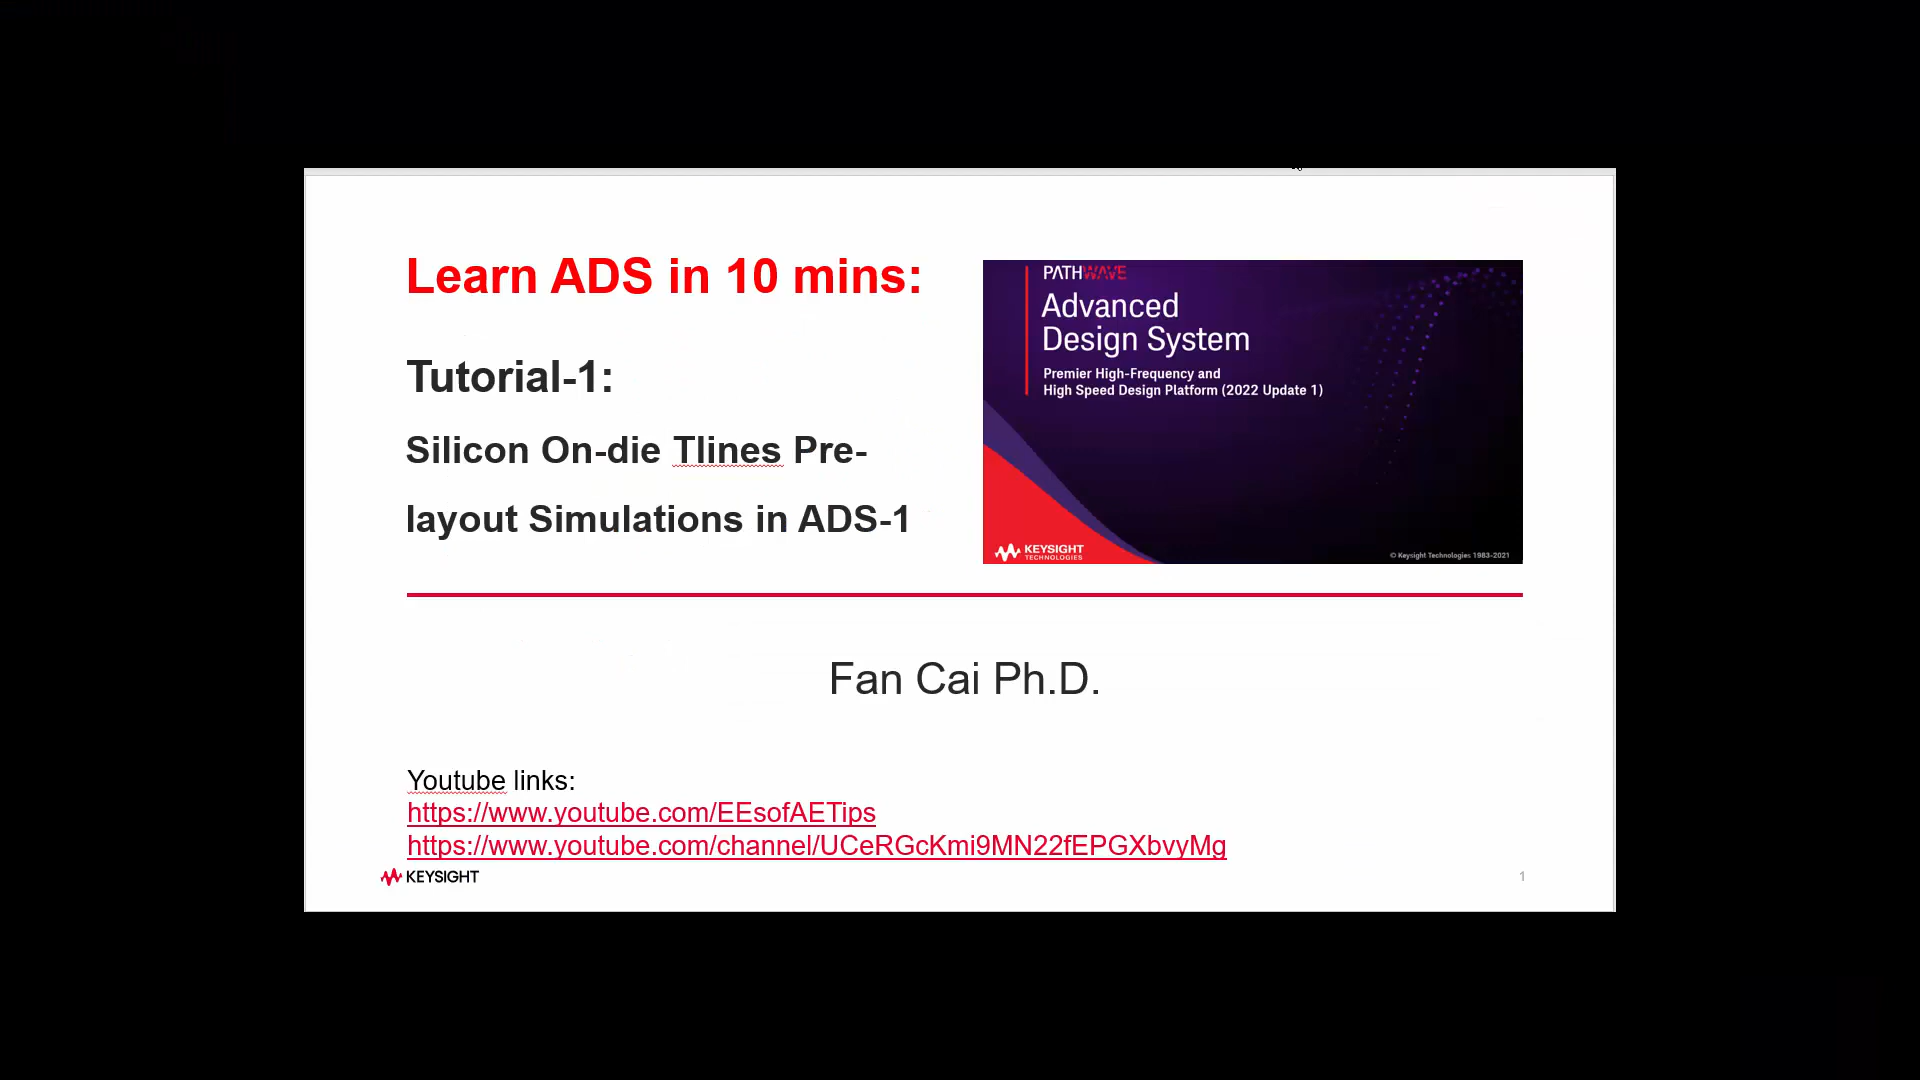 Learn ADS in 10 mins:
Tutorial-1:
Silicon On-die Tlines Pre-
layout Simulations in ADS-1
PATHWAVE
Advanced
Design System
Premier High-Frequency and
High Speed Design Platform (2022 Update 1)
KEYSIGHT
TECHNOLOGIES
© Keysight Technologies 1983-2021
Fan Cai Ph.D.
Youtube links:
https://www.youtube.com/EEsofAETips
https://www.youtube.com/channel/UCeRGcKmi9MN22fEPGXbvyMg
KEYSIGHT
1